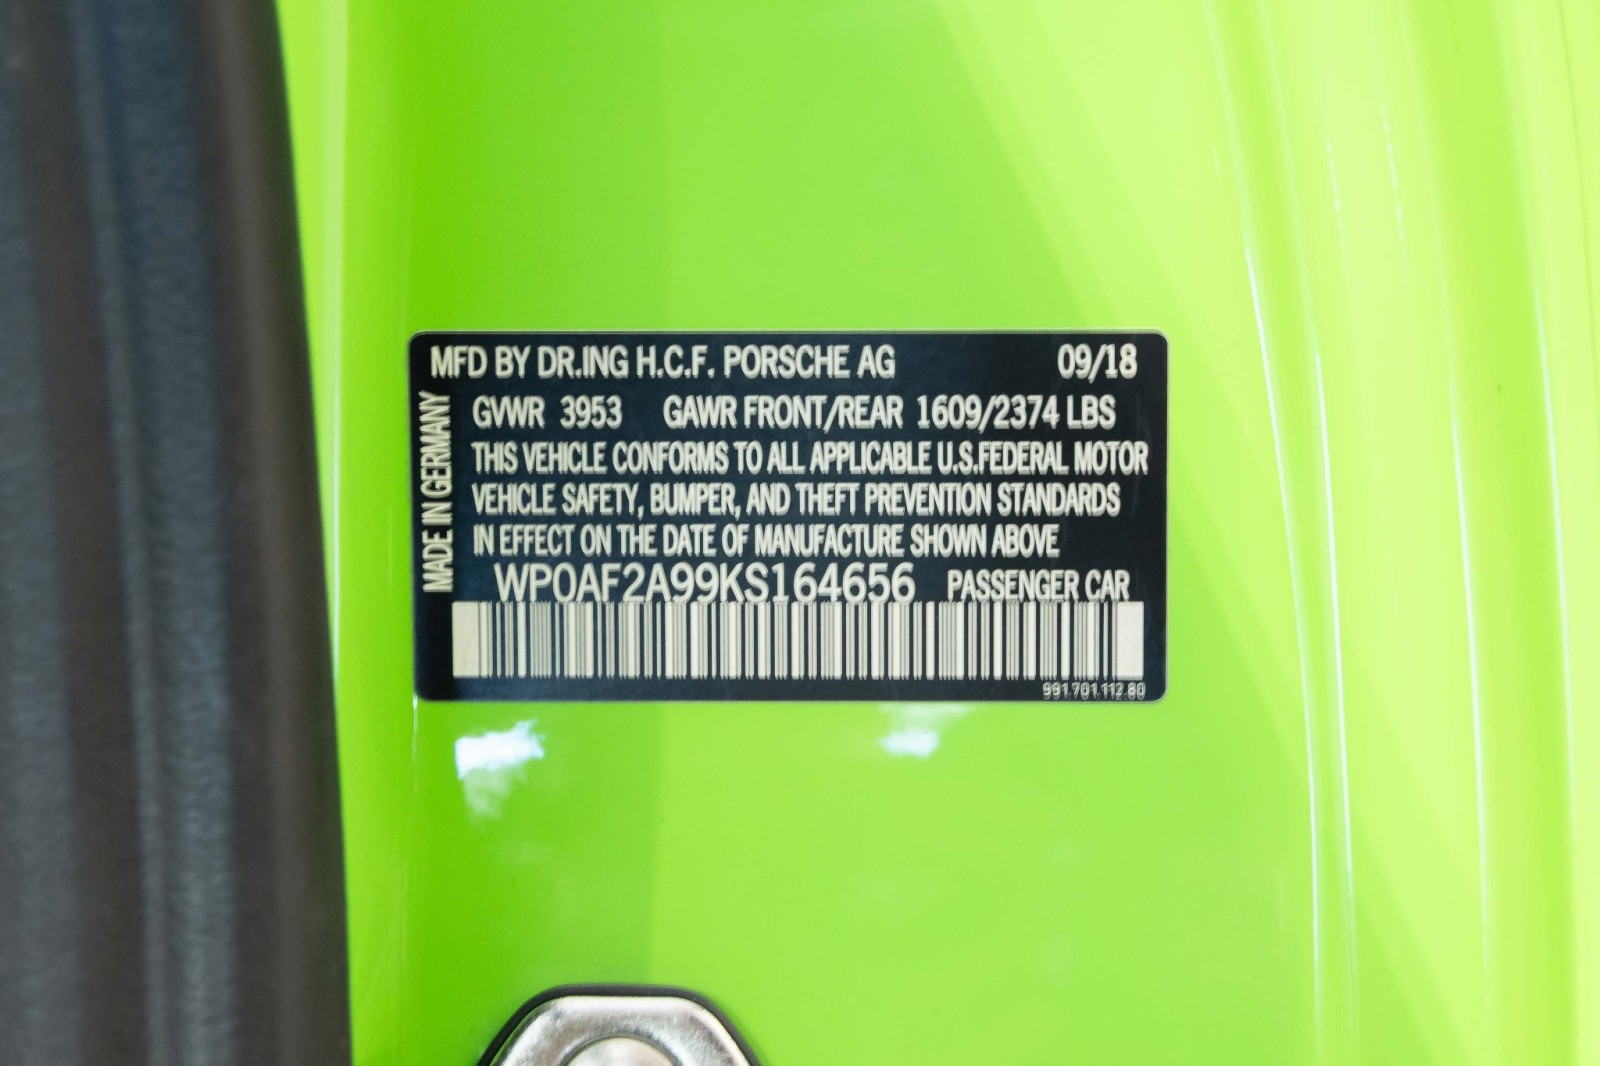 MFD BY DR.ING H.C.F. PORSCHE AG 09/18
MADE IN GERMANY
GVWR 3953 GAWR FRONT/REAR 1609/2374 LBS
THIS VEHICLE CONFORMS TO ALL APPLICABLE U.S.FEDERAL MOTOR
VEHICLE SAFETY, BUMPER, AND THEFT PREVENTION STANDARDS
IN EFFECT ON THE DATE OF MANUFACTURE SHOWN ABOVE
WP0AF2A99KS164656 PASSENGER CAR
991.701.112.80